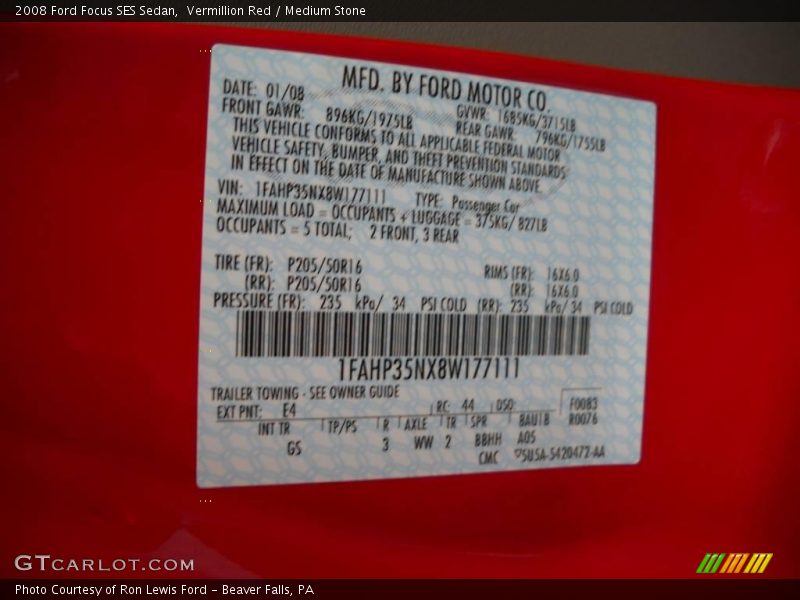 2008 Ford Focus SES Sedan,  Vermillion Red / Medium Stone
MFD. BY FORD MOTOR CO.
DATE: 01/08 GVWR: 1685KG/3715LB
FRONT GAWR: 896KG/1975LB REAR GAWR: 796KG/1755LB
THIS VEHICLE CONFORMS TO ALL APPLICABLE FEDERAL MOTOR
VEHICLE SAFETY, BUMPER, AND THEFT PREVENTION STANDARDS
IN EFFECT ON THE DATE OF MANUFACTURE SHOWN ABOVE.
VIN: 1FAHP35NX8W177111 TYPE: Passenger Car
MAXIMUM LOAD = OCCUPANTS + LUGGAGE = 375KG/ 827LB
OCCUPANTS = 5 TOTAL; 2 FRONT, 3 REAR
TIRE (FR): P205/50R16 RIMS (FR): 16X6.0
(RR): P205/50R16 (RR): 16X6.0
PRESSURE (FR): 235 kPa/ 34 PSI COLD (RR): 235 kPa/ 34 PSI COLD
1FAHP35NX8W177111
TRAILER TOWING - SEE OWNER GUIDE
EXT PNT: E4 RC: 44 DSO: F0083
INT TR TP/PS R AXLE TR SPR BAU18 R0076
GS 3 WW 2 BBHH A05
CMC 5U5A-5420472-AA
GTCARLOT.COM
Photo Courtesy of Ron Lewis Ford - Beaver Falls, PA